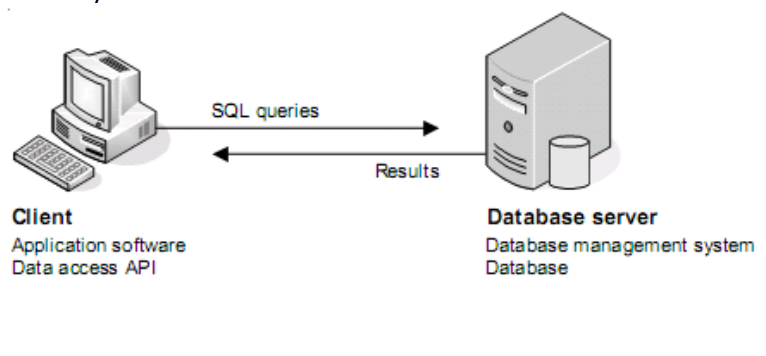 SQL queries
Results
Client
Application software
Data access API
Database server
Database management system
Database